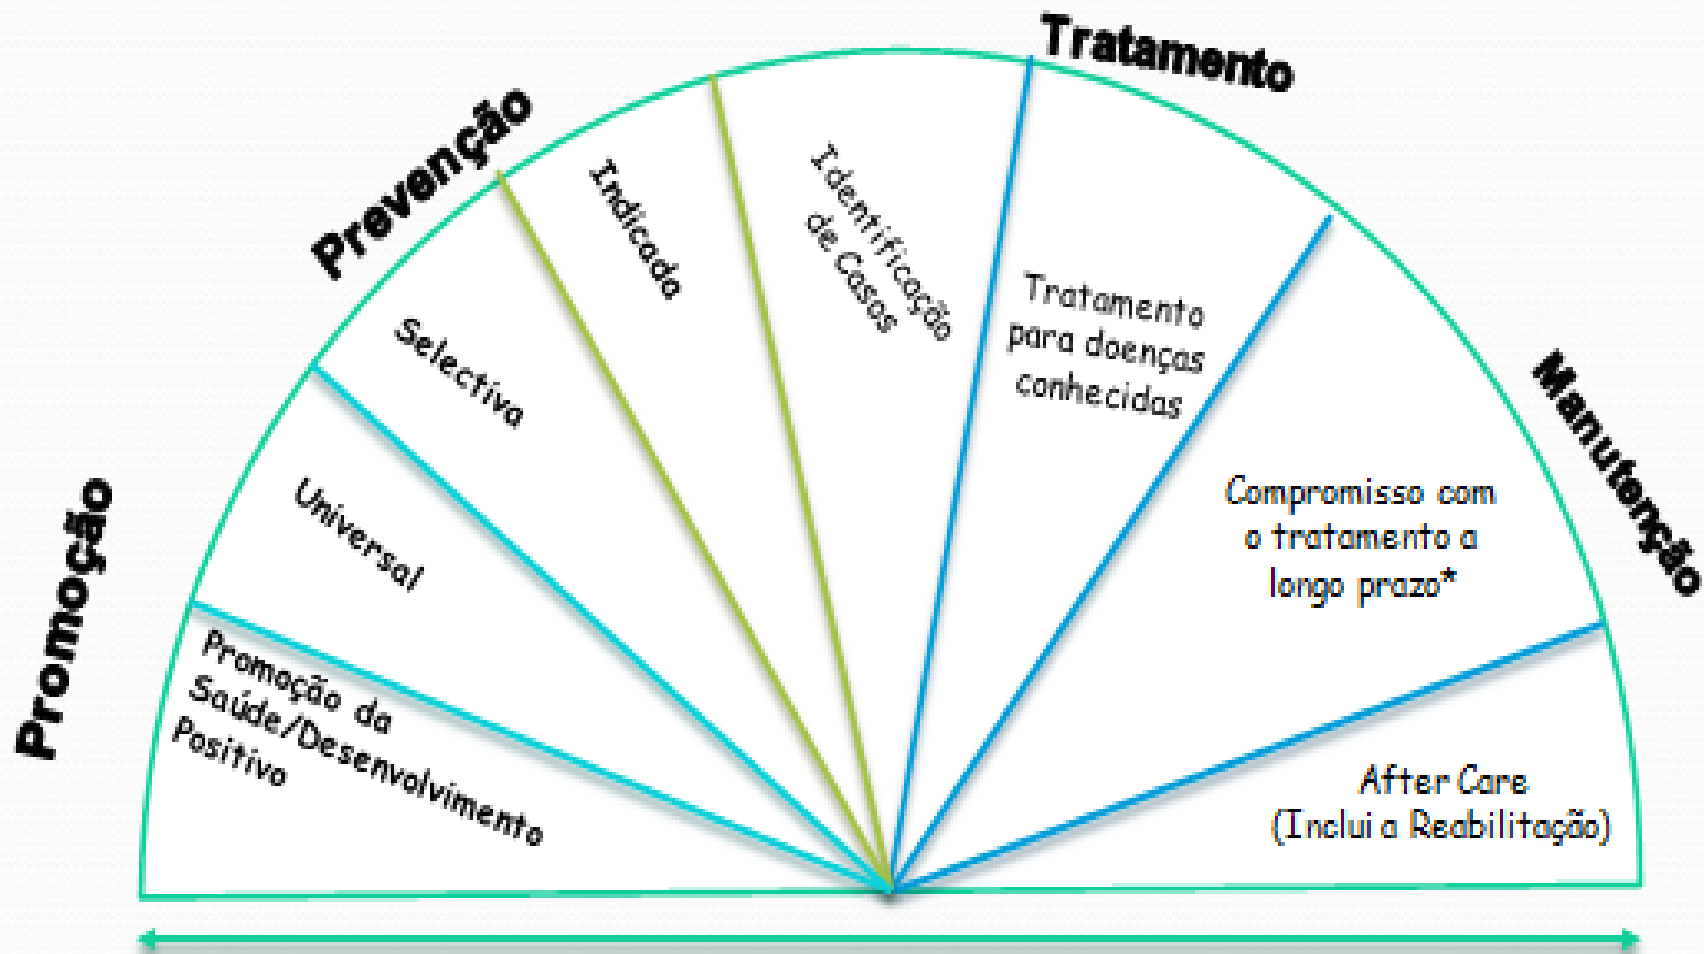 Promoção
Prevenção
Tratamento
Manutenção
Promoção da
Saúde/Desenvolvimento
Positivo
Universal
Selectiva
Indicada
Identificação
de Casos
Tratamento
para doenças
conhecidas
Compromisso com
o tratamento a
longo prazo*
After Care
(Inclui a Reabilitação)